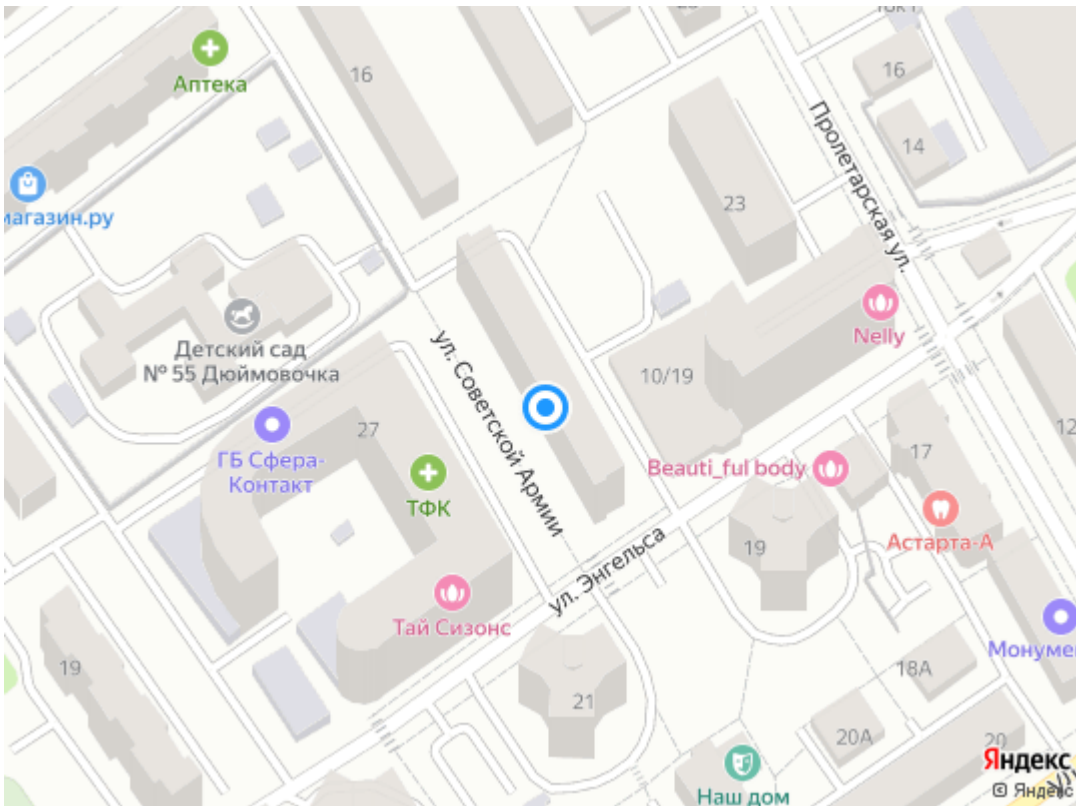 Аптека
16
16
14
Пролетарская ул.
23
магазин.ру
Nelly
Детский сад
№ 55 Дюймовочка
ул. Советской Армии
10/19
12
27
17
ГБ Сфера-
Контакт
Beauti_ful body
ТФК
Астарта-А
19
ул. Энгельса
Тай Сизонс
19
18А
21
20А
20
Наш дом
Яндекс